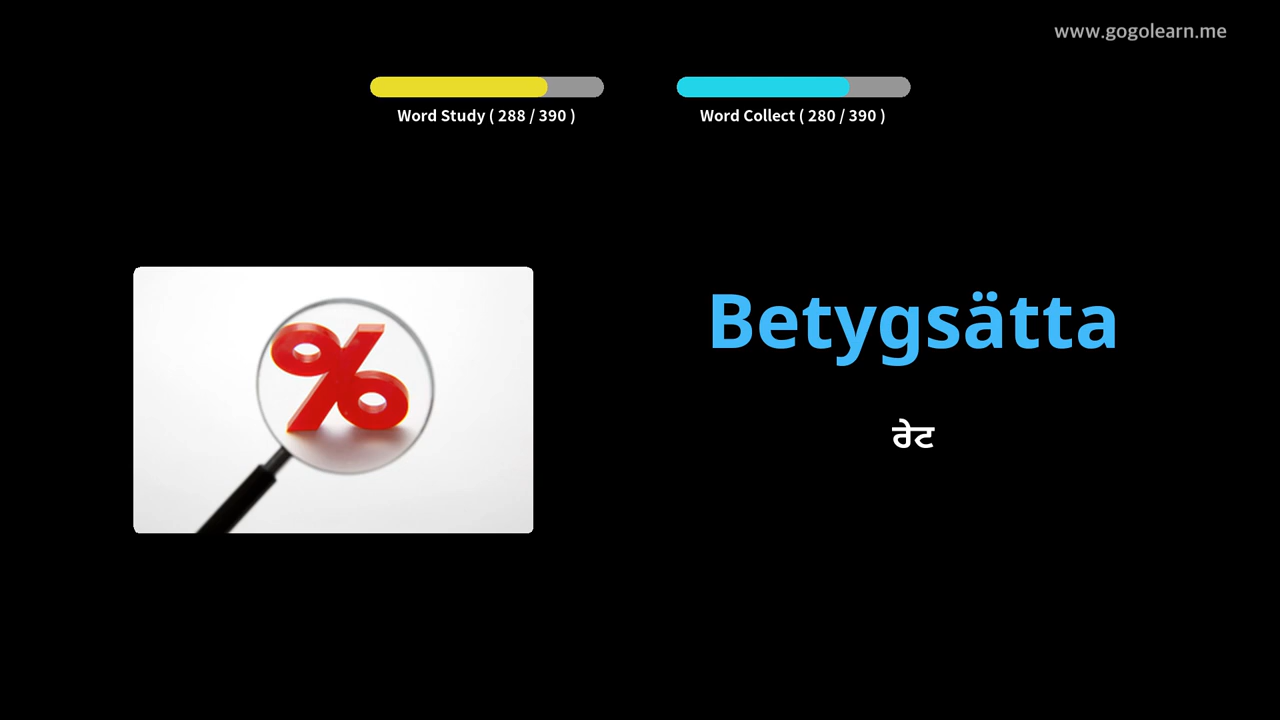 www.gogolearn.me
Word Study ( 288 / 390 )
Word Collect ( 280 / 390 )
%
Betygsätta
ਰੇਟ